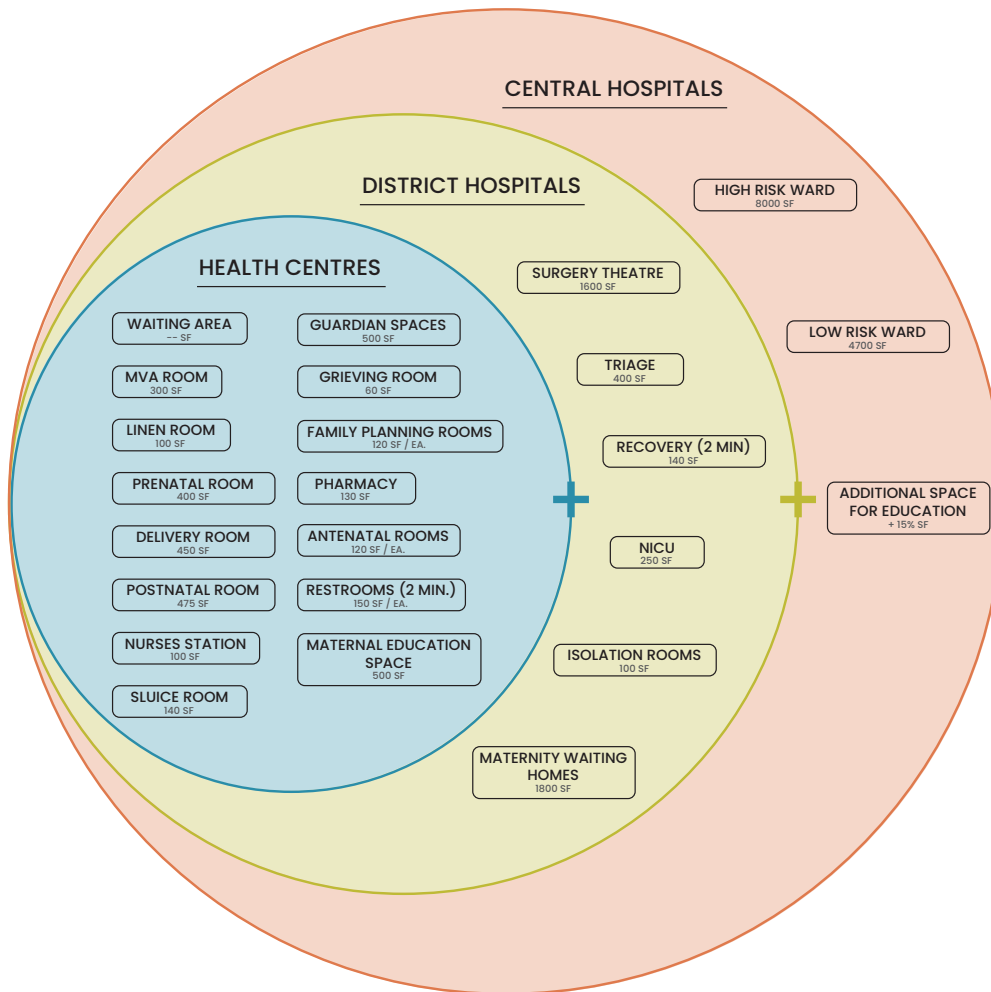 CENTRAL HOSPITALS
DISTRICT HOSPITALS
HEALTH CENTRES
WAITING AREA
-- SF
MVA ROOM
300 SF
LINEN ROOM
100 SF
PRENATAL ROOM
400 SF
DELIVERY ROOM
450 SF
POSTNATAL ROOM
475 SF
NURSES STATION
100 SF
SLUICE ROOM
140 SF
GUARDIAN SPACES
500 SF
GRIEVING ROOM
60 SF
FAMILY PLANNING ROOMS
120 SF / EA.
PHARMACY
130 SF
ANTENATAL ROOMS
120 SF / EA.
RESTROOMS (2 MIN.)
150 SF / EA.
MATERNAL EDUCATION
SPACE
500 SF
SURGERY THEATRE
1600 SF
TRIAGE
400 SF
RECOVERY (2 MIN)
140 SF
NICU
250 SF
ISOLATION ROOMS
100 SF
MATERNITY WAITING
HOMES
1800 SF
HIGH RISK WARD
8000 SF
LOW RISK WARD
4700 SF
ADDITIONAL SPACE
FOR EDUCATION
+ 15% SF